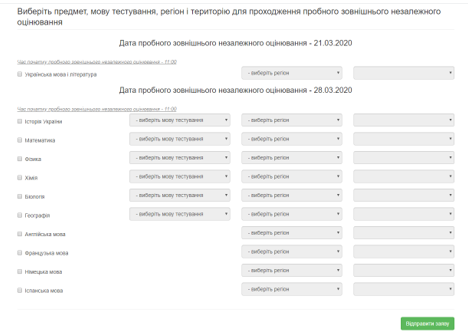 Виберіть предмет, мову тестування, регіон і територію для проходження пробного зовнішнього незалежного
оцінювання
Дата пробного зовнішнього незалежного оцінювання - 21.03.2020
Час початку пробного зовнішнього незалежного оцінювання - 11:00
Українська мова і література - виберіть регіон
Дата пробного зовнішнього незалежного оцінювання - 28.03.2020
Час початку пробного зовнішнього незалежного оцінювання - 11:00
Історія України - виберіть мову тестування - виберіть регіон
Математика - виберіть мову тестування - виберіть регіон
Фізика - виберіть мову тестування - виберіть регіон
Хімія - виберіть мову тестування - виберіть регіон
Біологія - виберіть мову тестування - виберіть регіон
Географія - виберіть мову тестування - виберіть регіон
Англійська мова - виберіть регіон
Французька мова - виберіть регіон
Німецька мова - виберіть регіон
Іспанська мова - виберіть регіон
Відправити заяву